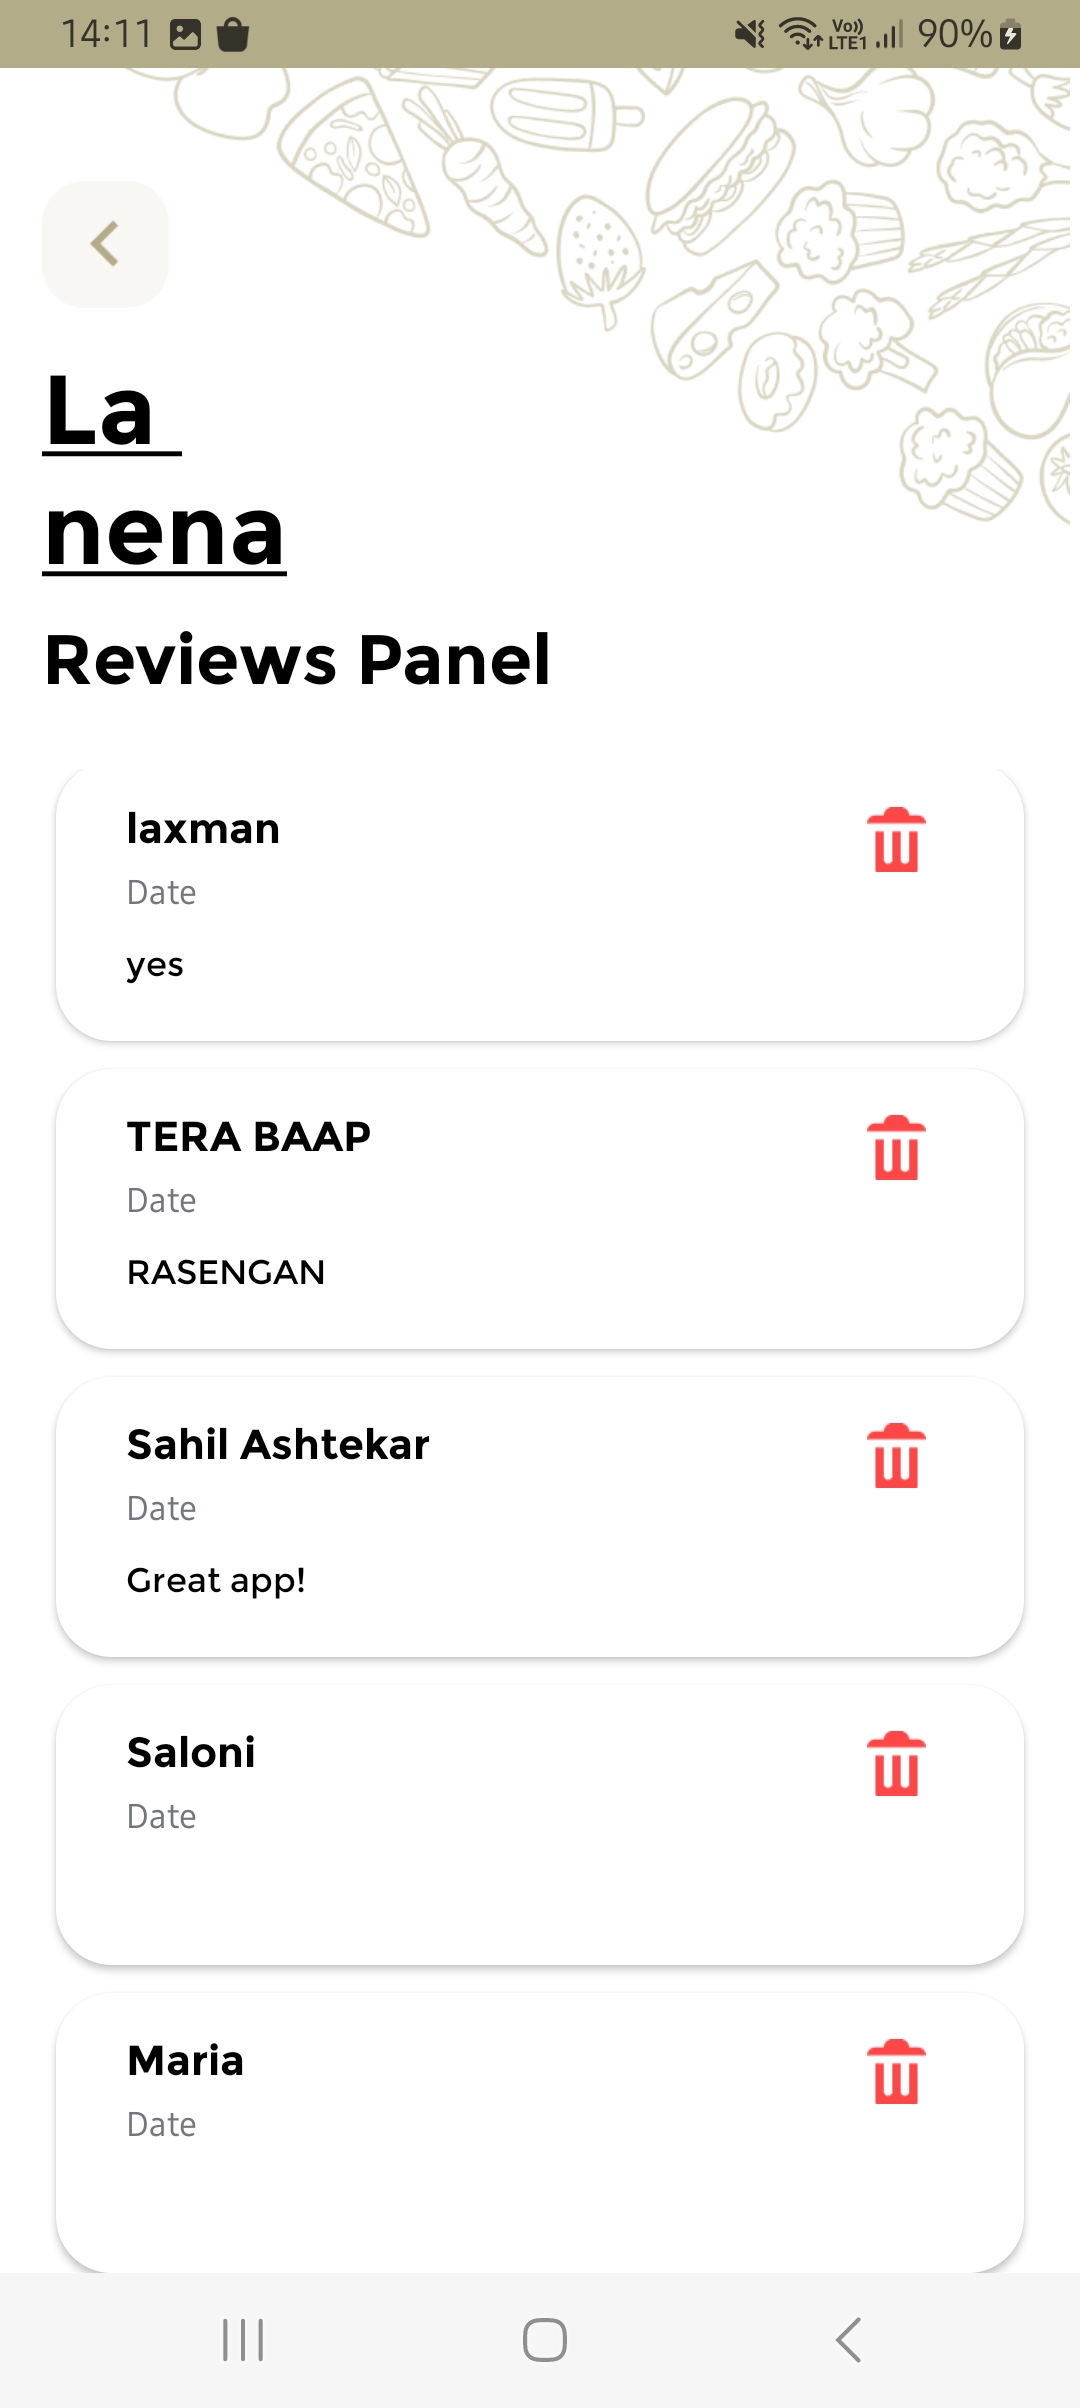 14:11 Vo)) LTE1 90%
La
nena
Reviews Panel
laxman
Date
yes
TERA BAAP
Date
RASENGAN
Sahil Ashtekar
Date
Great app!
Saloni
Date
Maria
Date